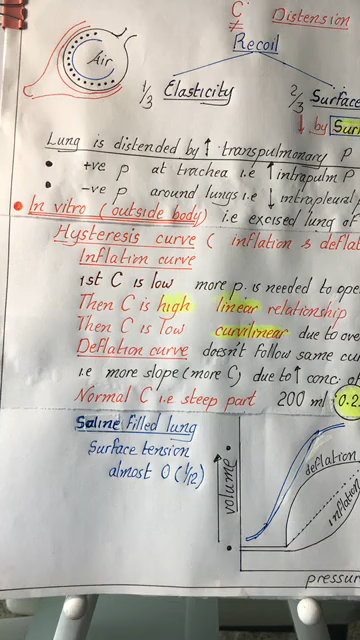 C ≠ Distension
Recoil
Air
1/3 Elasticity
2/3 Surface
↓ by Sur
Lung is distended by ↑ transpulmonary P
• +ve P at trachea i.e ↑ intrapulm P
• -ve P around lungs i.e ↓ intrapleural P
• In vitro (outside body) i.e excised lung of
Hysteresis curve ( inflation & defla
Inflation curve
1st C is low more p. is needed to ope
Then C is high linear relationship
Then C is low curvilinear due to ove
Deflation curve doesn't follow same cu
i.e more slope (more C) due to ↑ conc. of
Normal C i.e steep part 200 ml 0.2
Saline filled lung
Surface tension
almost 0 (1/12)
volume
deflation
inflation
pressur